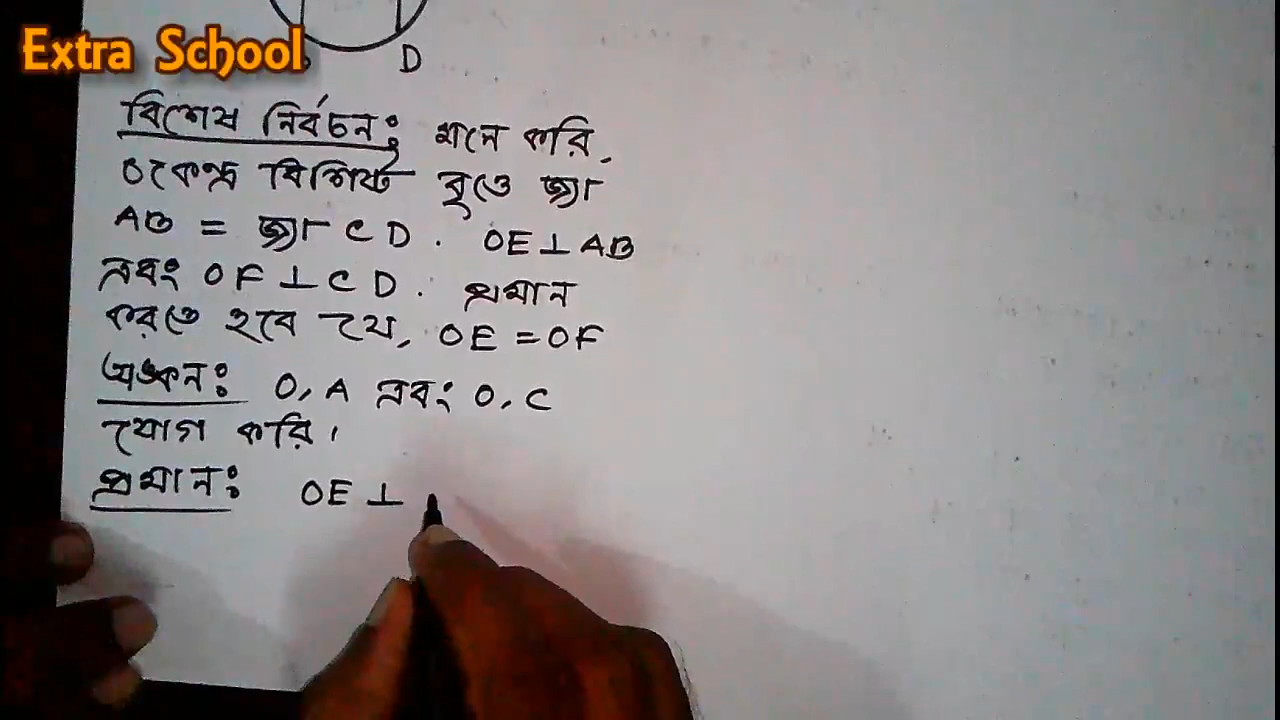 Extra School
D
বিশেষ নির্বচনঃ মনে করি,
O কেন্দ্র বিশিষ্ট বৃত্তে জ্যা
AB = জ্যা CD. OE⊥AB
এবং OF⊥CD. প্রমান
করতে হবে যে, OE=OF
অঙ্কনঃ O,A এবং O,C
যোগ করি।
প্রমানঃ OE⊥